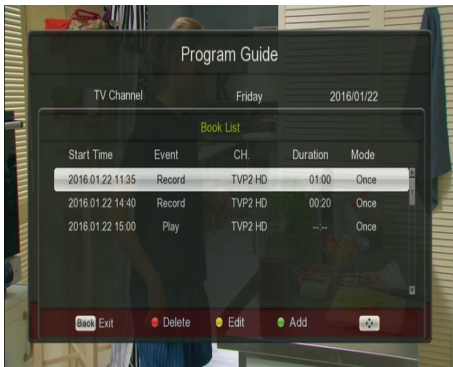 Program Guide
TV Channel Friday 2016/01/22
Book List
Start Time Event CH. Duration Mode
2016.01.22 11:35 Record TVP2 HD 01:00 Once
2016.01.22 14:40 Record TVP2 HD 00:20 Once
2016.01.22 15:00 Play TVP2 HD --:-- Once
Back Exit Delete Edit Add